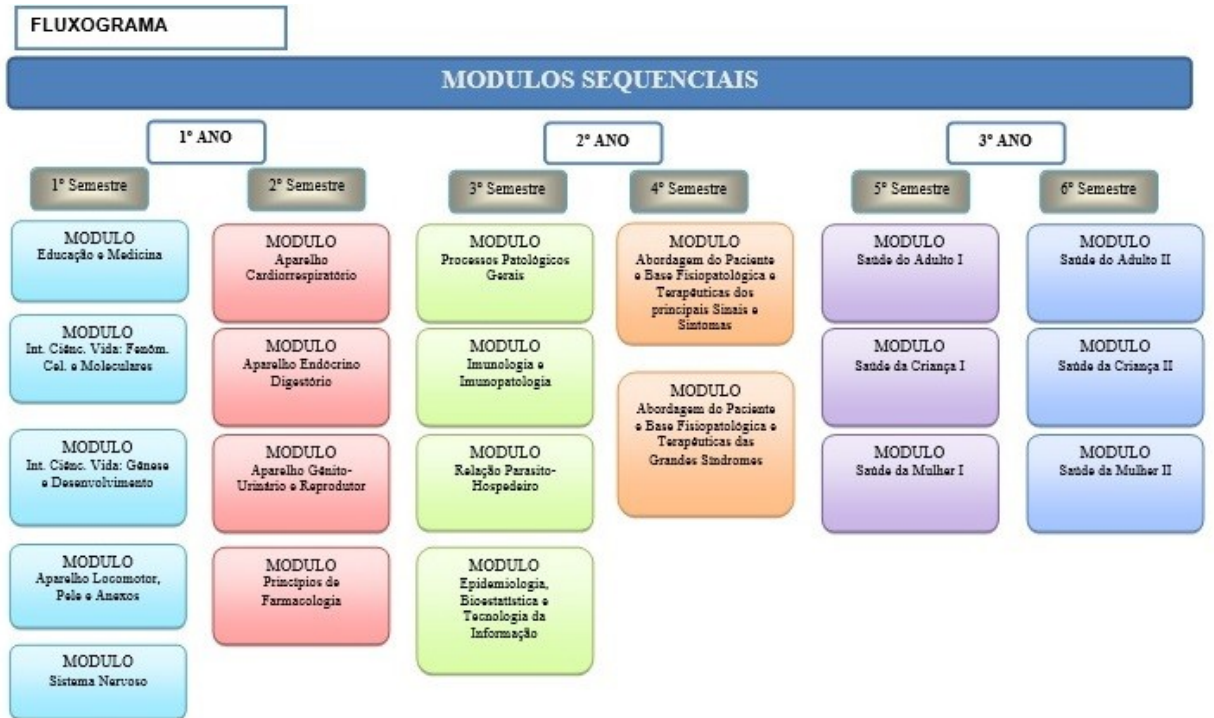 FLUXOGRAMA
MODULOS SEQUENCIAIS
1º ANO
2º ANO
3º ANO
1º Semestre
2º Semestre
3º Semestre
4º Semestre
5º Semestre
6º Semestre
MODULO
Educação e Medicina
MODULO
Int. Ciênc. Vida: Fenôm.
Cel. e Moleculares
MODULO
Int. Ciênc. Vida: Gênese
e Desenvolvimento
MODULO
Aparelho Locomotor,
Pele e Anexos
MODULO
Sistema Nervoso
MODULO
Aparelho
Cardiorrespiratório
MODULO
Aparelho Endócrino
Digestório
MODULO
Aparelho Gênito-
Urinário e Reprodutor
MODULO
Princípios de
Farmacologia
MODULO
Processos Patológicos
Gerais
MODULO
Imunologia e
Imunopatologia
MODULO
Relação Parasito-
Hospedeiro
MODULO
Epidemiologia,
Bioestatística e
Tecnologia da
Informação
MODULO
Abordagem do Paciente
e Base Fisiopatológica e
Terapêuticas dos
principais Sinais e
Sintomas
MODULO
Abordagem do Paciente
e Base Fisiopatológica e
Terapêuticas das
Grandes Síndromes
MODULO
Saúde do Adulto I
MODULO
Saúde da Criança I
MODULO
Saúde da Mulher I
MODULO
Saúde do Adulto II
MODULO
Saúde da Criança II
MODULO
Saúde da Mulher II